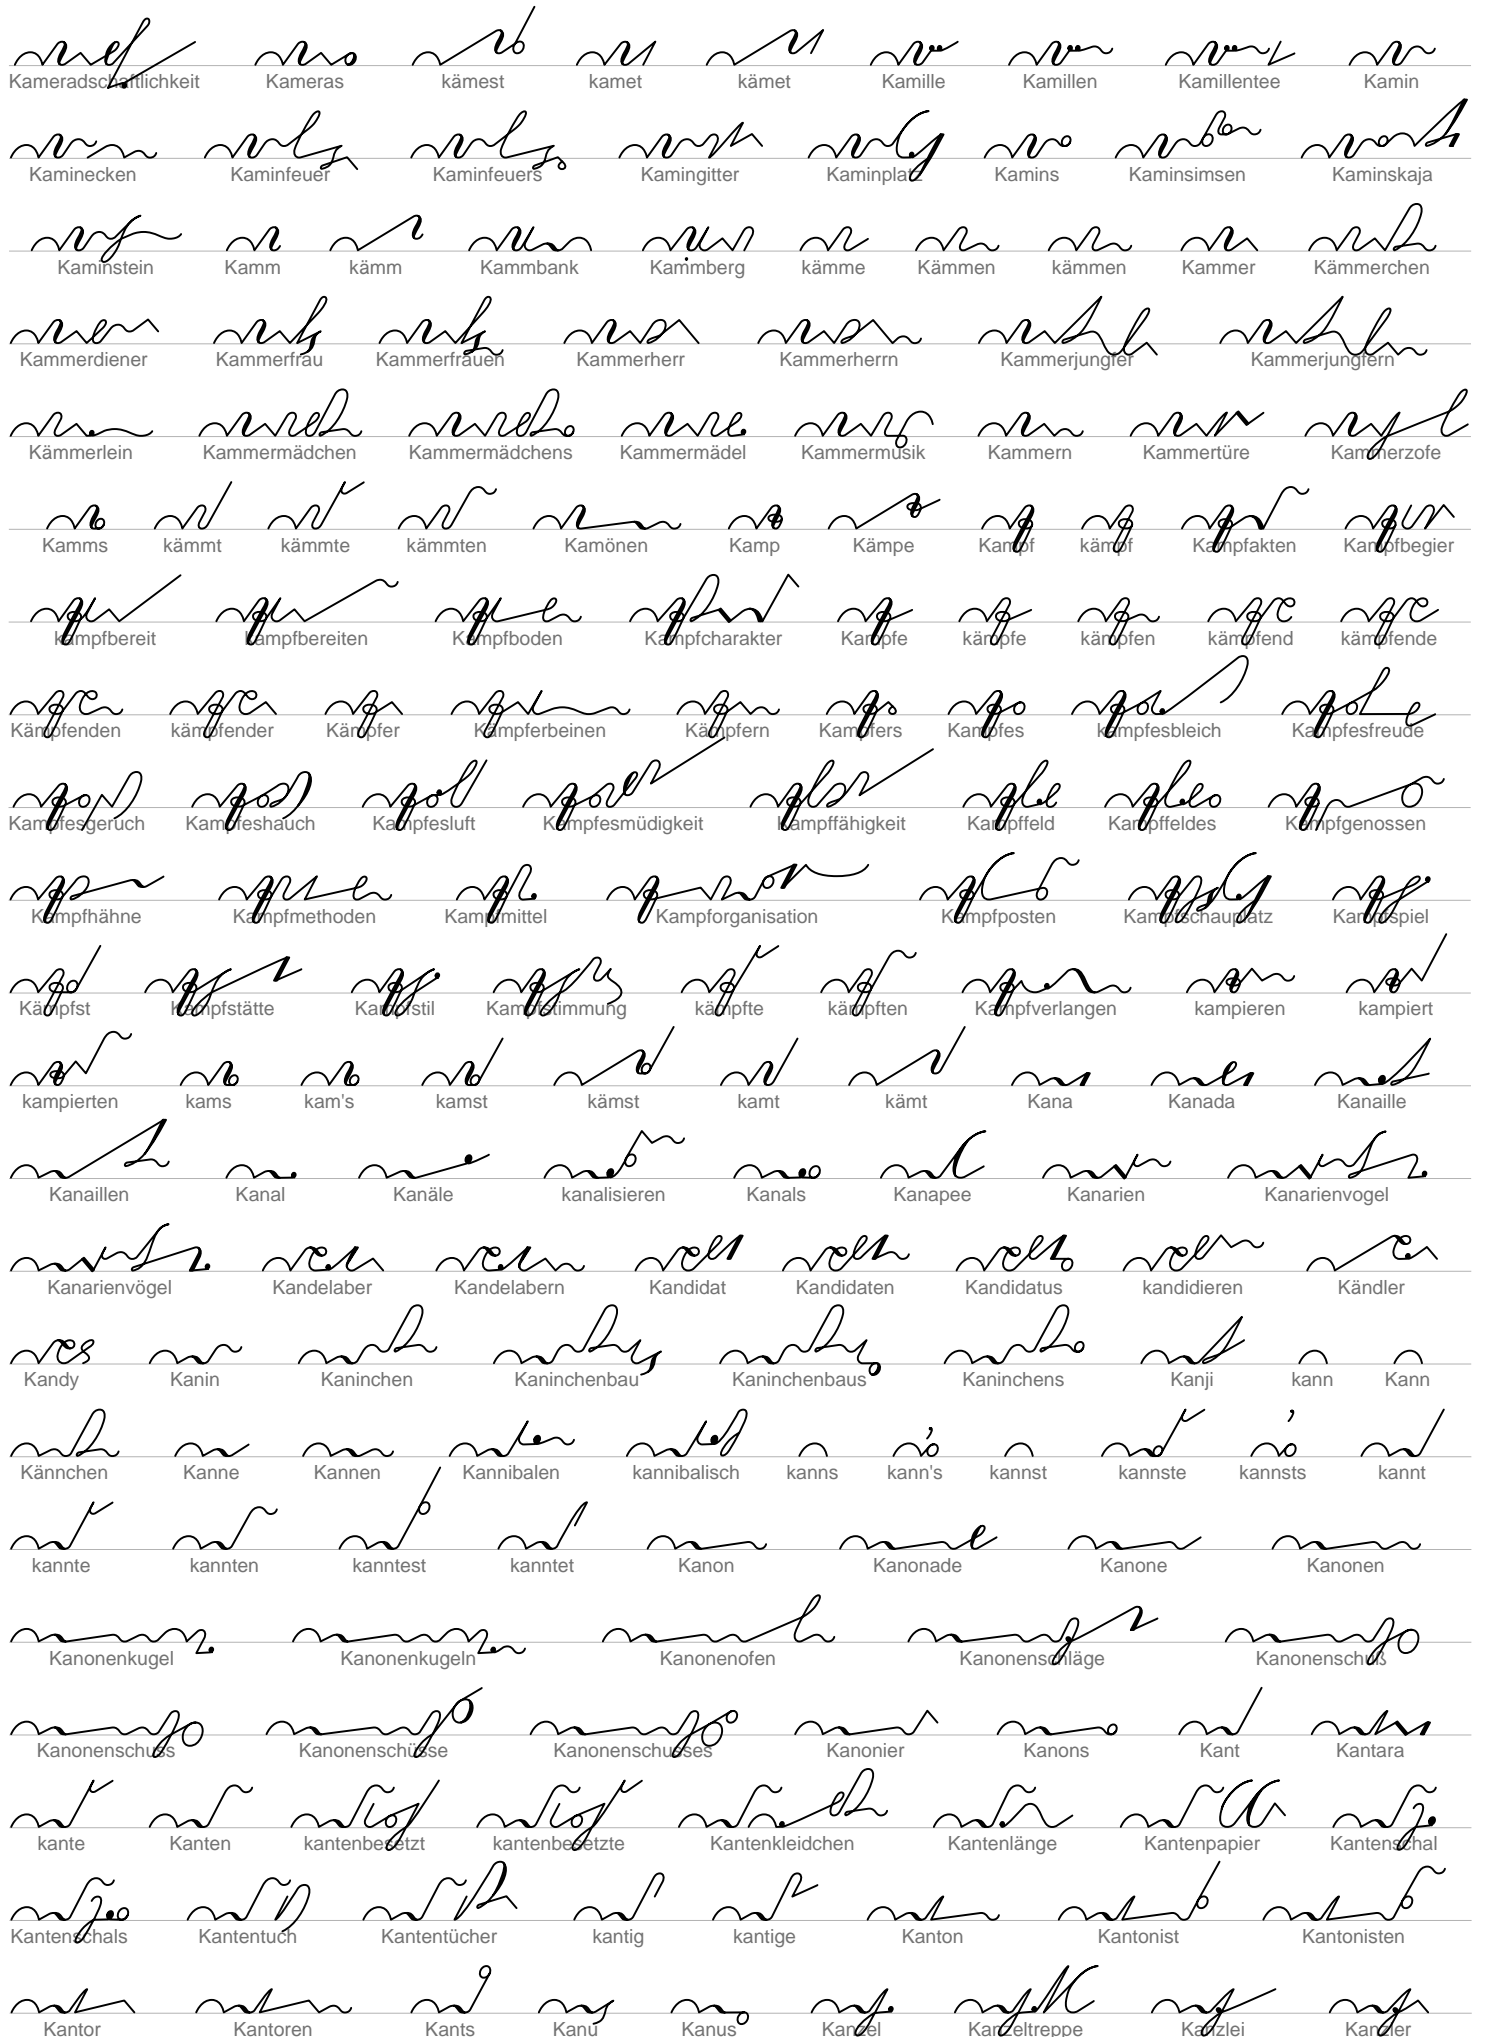 Kameradschaftlichkeit Kameras kämest kamet kämet Kamille Kamillen Kamillentee Kamin
Kaminecken Kaminfeuer Kaminfeuers Kamingitter Kaminplatz Kamins Kaminsimsen Kaminskaja
Kaminstein Kamm kämm Kammbank Kammberg kämme Kämmen kämmen Kammer Kämmerchen
Kammerdiener Kammerfrau Kammerfrauen Kammerherr Kammerherrn Kammerjungfer Kammerjungfern
Kämmerlein Kammermädchen Kammermädchens Kammermädel Kammermusik Kammern Kammertüre Kammerzofe
Kamms kämmt kämmte kämmten Kamönen Kamp Kämpe Kampf kämpf Kampfakten Kampfbegier
kampfbereit kampfbereiten Kampfboden Kampfcharakter Kampfe kämpfe kämpfen kämpfend kämpfende
Kämpfenden kämpfender Kämpfer Kämpferbeinen Kämpfern Kampfers Kampfes kampfesbleich Kampfesfreude
Kampfesgeruch Kampfeshauch Kampfesluft Kampfesmüdigkeit Kampffähigkeit Kampffeld Kampffeldes Kampfgenossen
Kampfhähne Kampfmethoden Kampfmittel Kampforganisation Kampfposten Kampfschauplatz Kampfspiel
Kämpfst Kampfstätte Kampfstil Kampfstimmung kämpfte kämpften Kampfverlangen kampieren kampiert
kampierten kams kam's kamst kämst kamt kämt Kana Kanada Kanaille
Kanaillen Kanal Kanäle kanalisieren Kanals Kanapee Kanarien Kanarienvogel
Kanarienvögel Kandelaber Kandelabern Kandidat Kandidaten Kandidatus kandidieren Kändler
Kandy Kanin Kaninchen Kaninchenbau Kaninchenbaus Kaninchens Kanji kann Kann
Kännchen Kanne Kannen Kannibalen kannibalisch kanns kann's kannst kannste kannsts kannt
kannte kannten kanntest kanntet Kanon Kanonade Kanone Kanonen
Kanonenkugel Kanonenkugeln Kanonenofen Kanonenschläge Kanonenschuß
Kanonenschuss Kanonenschüsse Kanonenschusses Kanonier Kanons Kant Kantara
kante Kanten kantenbesetzt kantenbesetzte Kantenkleidchen Kantenlänge Kantenpapier Kantenschal
Kantenschals Kantentuch Kantentücher kantig kantige Kanton Kantonist Kantonisten
Kantor Kantoren Kants Kanu Kanus Kanzel Kanzeltreppe Kanzlei Kanzler